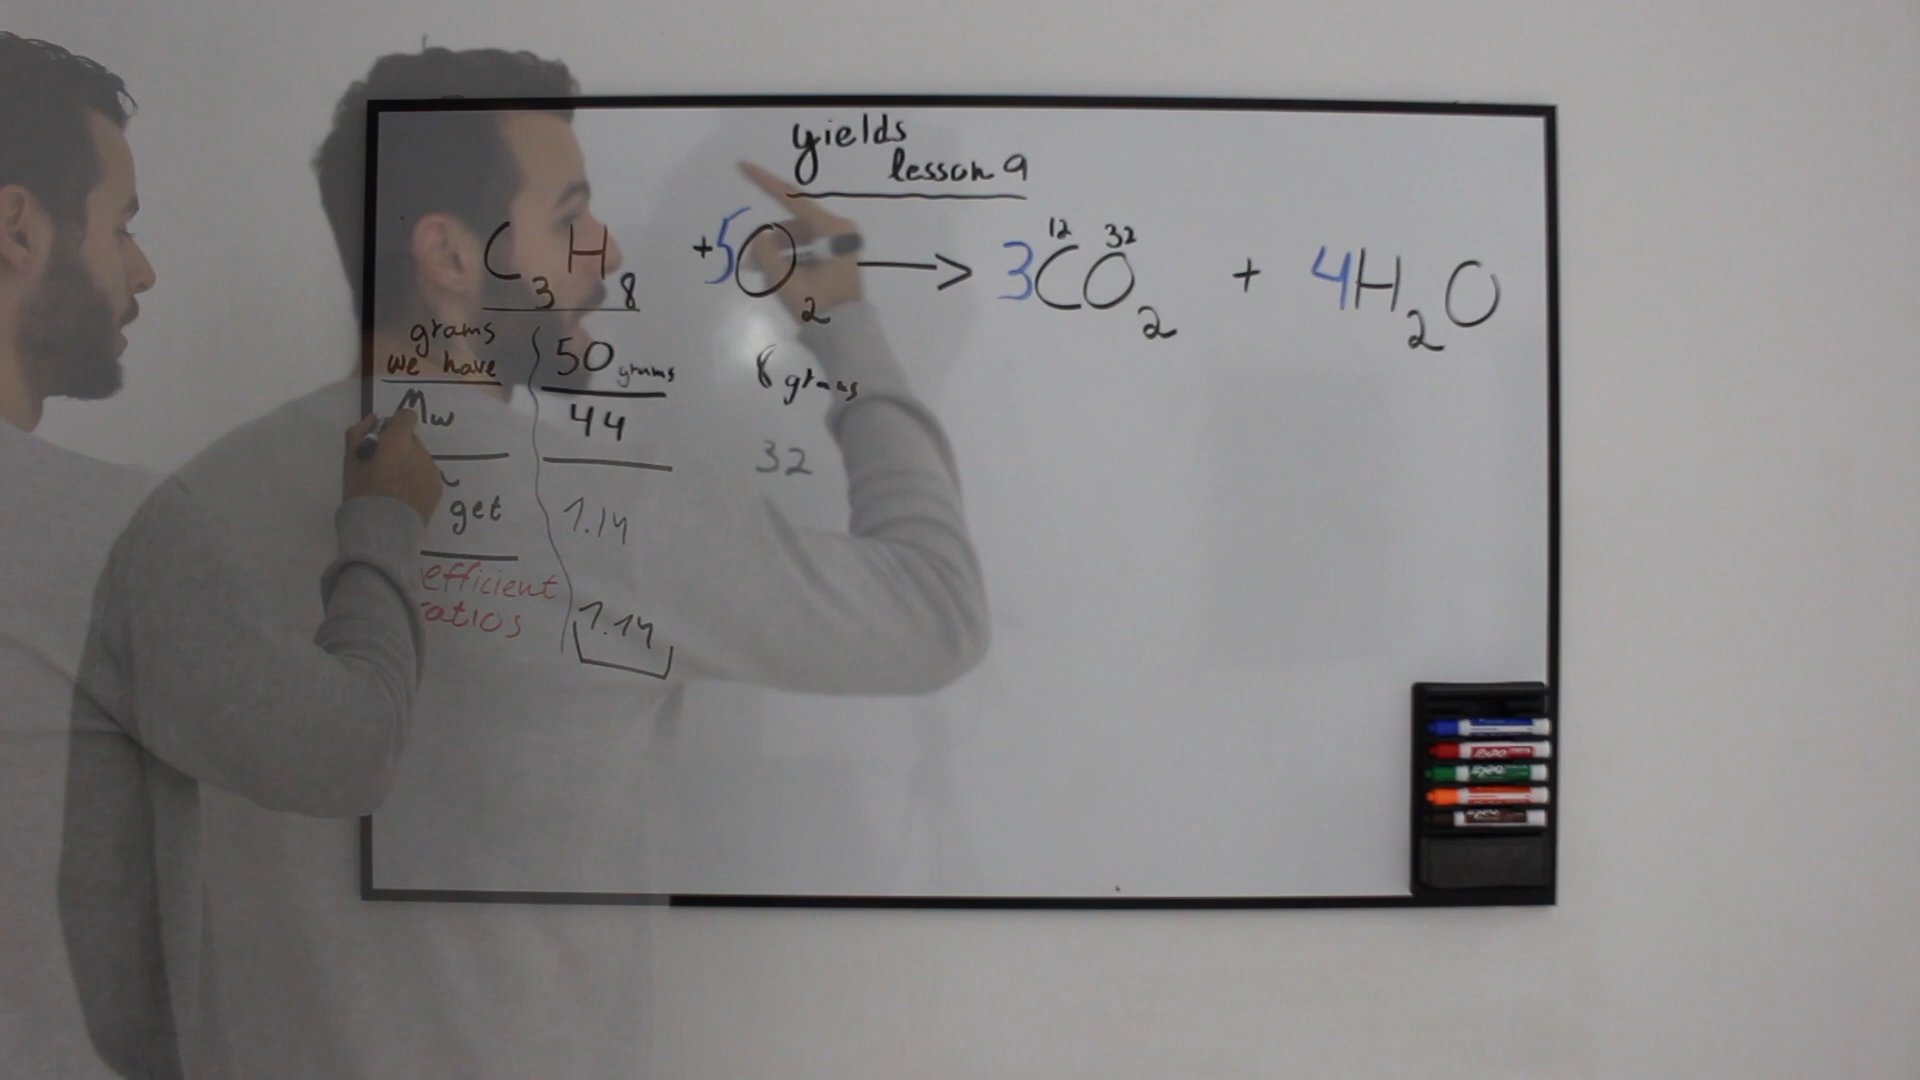 yields
lesson 9
12 32
C3H8 +5O2 → 3CO2 + 4H2O
grams
we have
50 grams
8 grams
Mw
44
32
get
1.14
efficient
atios
1.14